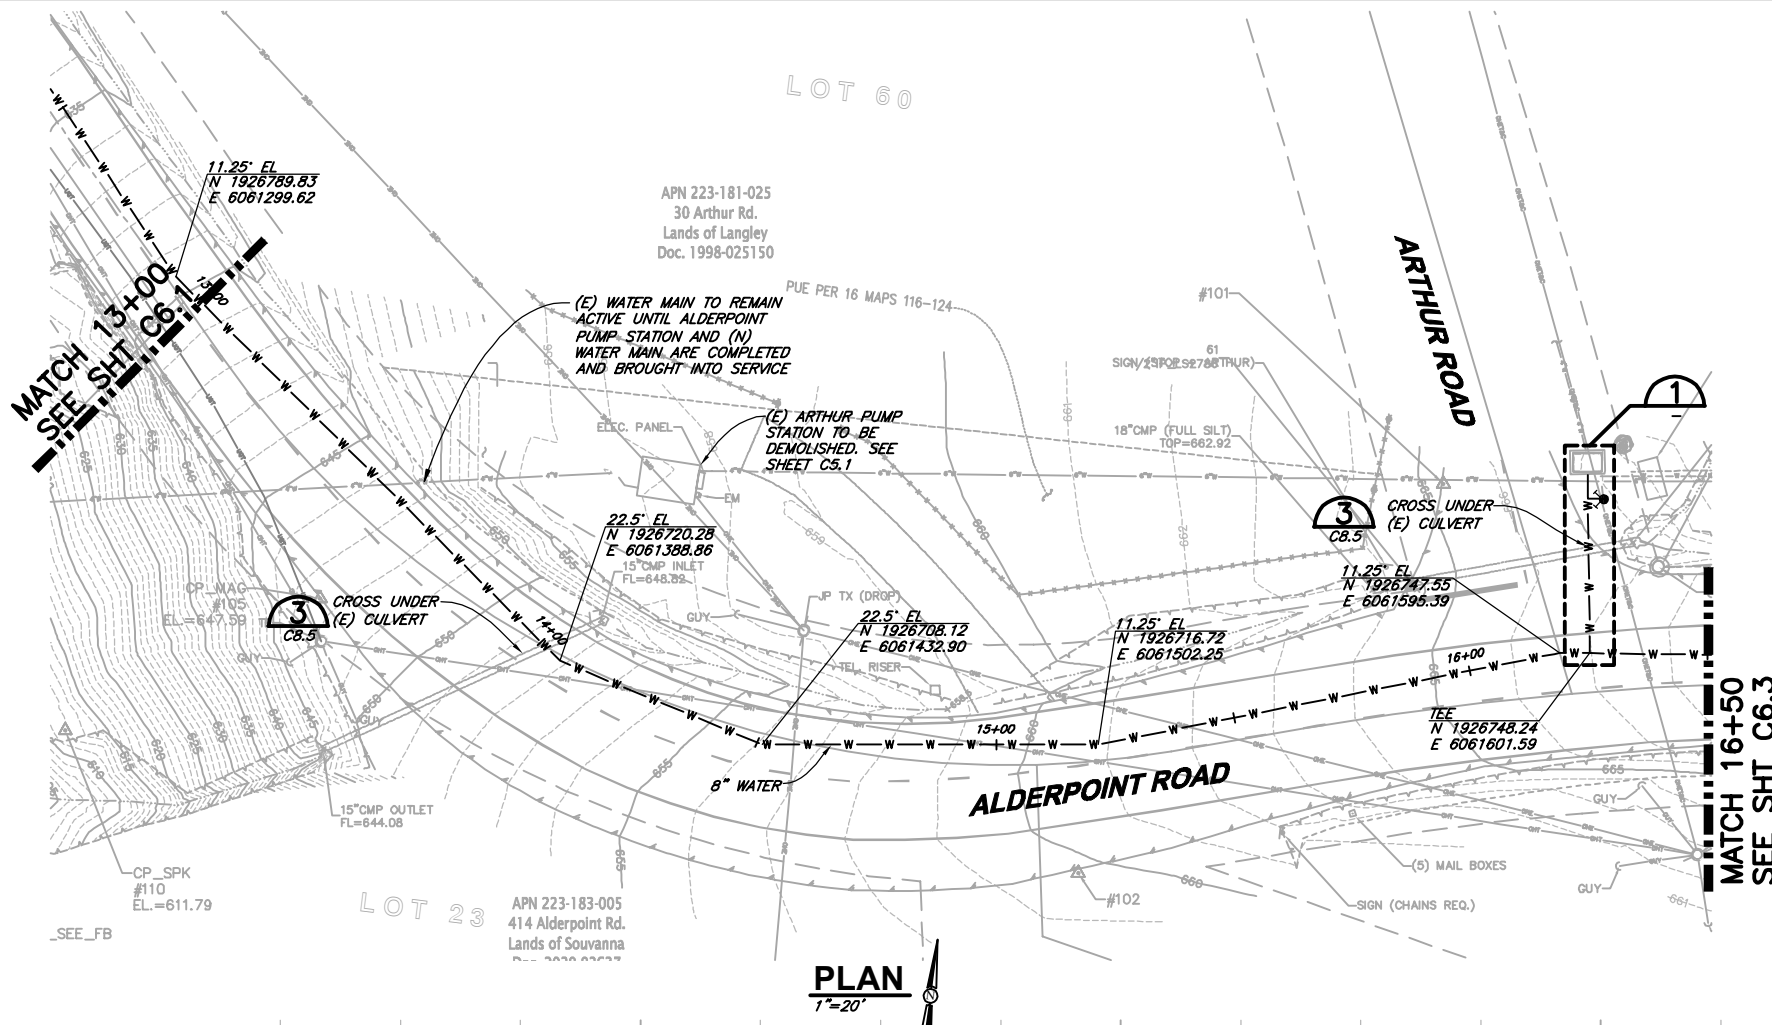 LOT 60
11.25° EL
N 1926789.83
E 6061299.62
APN 223-181-025
30 Arthur Rd.
Lands of Langley
Doc. 1998-025150
PUE PER 16 MAPS 116-124
MATCH 13+00
SEE SHT C6.1
13+00
(E) WATER MAIN TO REMAIN
ACTIVE UNTIL ALDERPOINT
PUMP STATION AND (N)
WATER MAIN ARE COMPLETED
AND BROUGHT INTO SERVICE
#101
ARTHUR ROAD
61
1
(E) ARTHUR PUMP
STATION TO BE
DEMOLISHED. SEE
SHEET C5.1
ELEC. PANEL
EM
18"CMP (FULL SILT)
TOP=662.92
3
C8.5
CROSS UNDER
(E) CULVERT
22.5° EL
N 1926720.28
E 6061388.86
15"CMP INLET
FL=648.62
11.25° EL
N 1926747.55
E 6061595.39
CP_MAG
#105
EL.=647.59
3
C8.5
CROSS UNDER
(E) CULVERT
14+00
GUY
JP TX (DROP)
22.5° EL
N 1926708.12
E 6061432.90
11.25° EL
N 1926716.72
E 6061502.25
GUY
TEL. RISER
16+00
GUY
15+00
TEE
N 1926748.24
E 6061601.59
8" WATER
ALDERPOINT ROAD
MATCH 16+50
SEE SHT C6.3
15"CMP OUTLET
FL=644.08
GUY
(5) MAIL BOXES
GUY
SIGN (CHAINS REQ.)
#102
CP_SPK
#110
EL.=611.79
_SEE_FB
LOT 23
APN 223-183-005
414 Alderpoint Rd.
Lands of Souvanna
PLAN
1"=20'
N